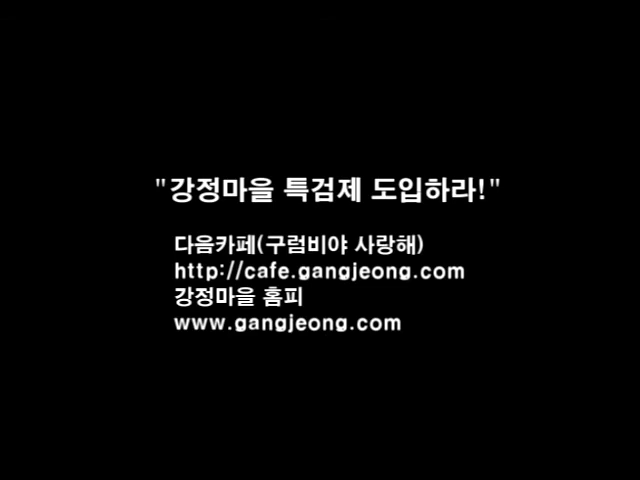 "강정마을 특검제 도입하라!"
다음카페(구럼비야 사랑해)
http://cafe.gangjeong.com
강정마을 홈피
www.gangjeong.com